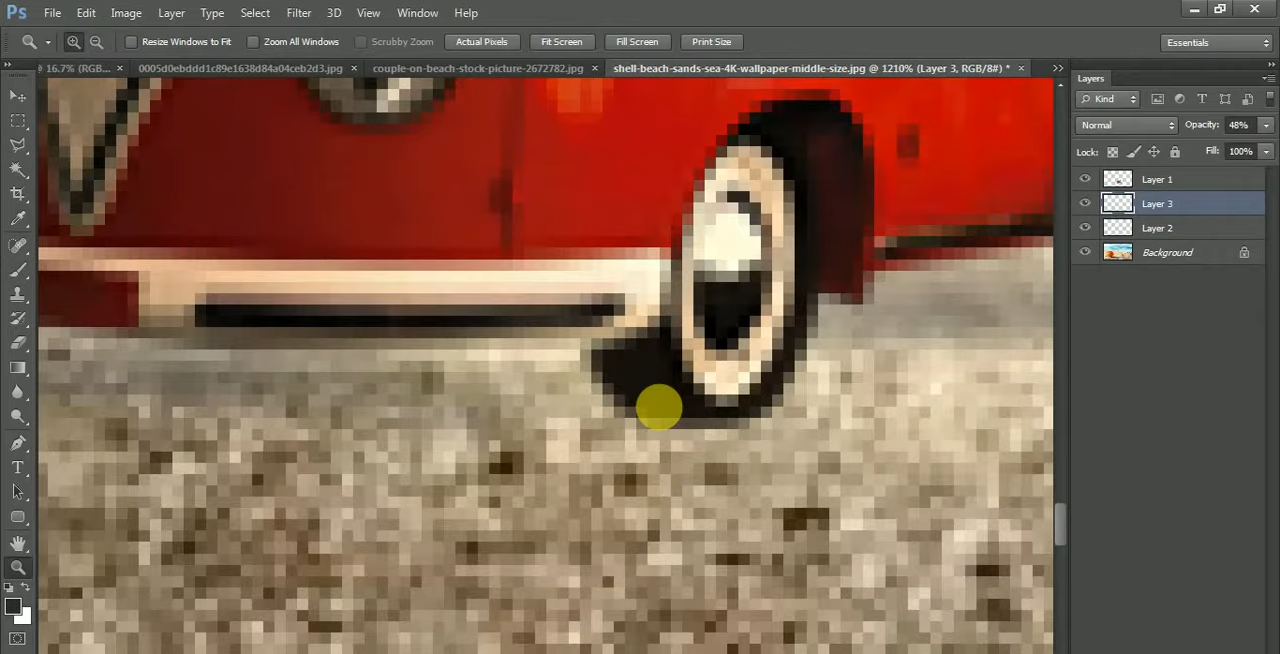 Ps File Edit Image Layer Type Select Filter 3D View Window Help
Resize Windows to Fit Zoom All Windows Scrubby Zoom Actual Pixels Fit Screen Fill Screen Print Size Essentials
16.7% (RGB... × 0005d0ebddd1c89e1638d84a04ceb2d3.jpg × couple-on-beach-stock-picture-2672782.jpg × shell-beach-sands-sea-4K-wallpaper-middle-size.jpg @ 1210% (Layer 3, RGB/8#) * ×
Layers
Kind
Normal Opacity: 48%
Lock: Fill: 100%
Layer 1
Layer 3
Layer 2
Background
T